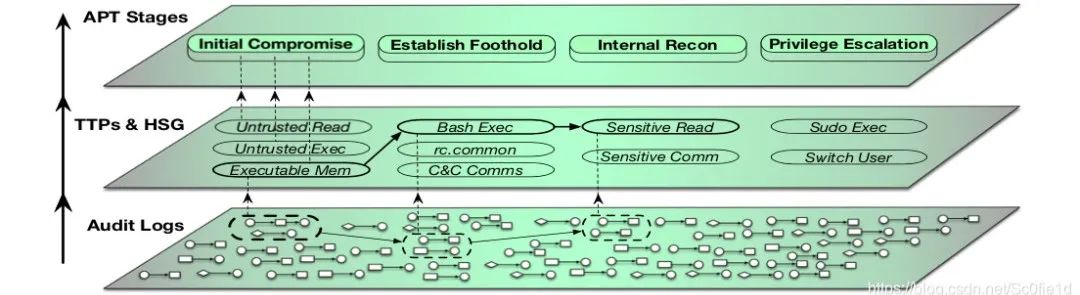 APT Stages
Initial Compromise
Establish Foothold
Internal Recon
Privilege Escalation
TTPs & HSG
Untrusted Read
Bash Exec
Sensitive Read
Sudo Exec
Untrusted Exec
rc.common
Sensitive Comm
Switch User
Executable Mem
C&C Comms
Audit Logs
https://blog.csdn.net/Sc0fie1d